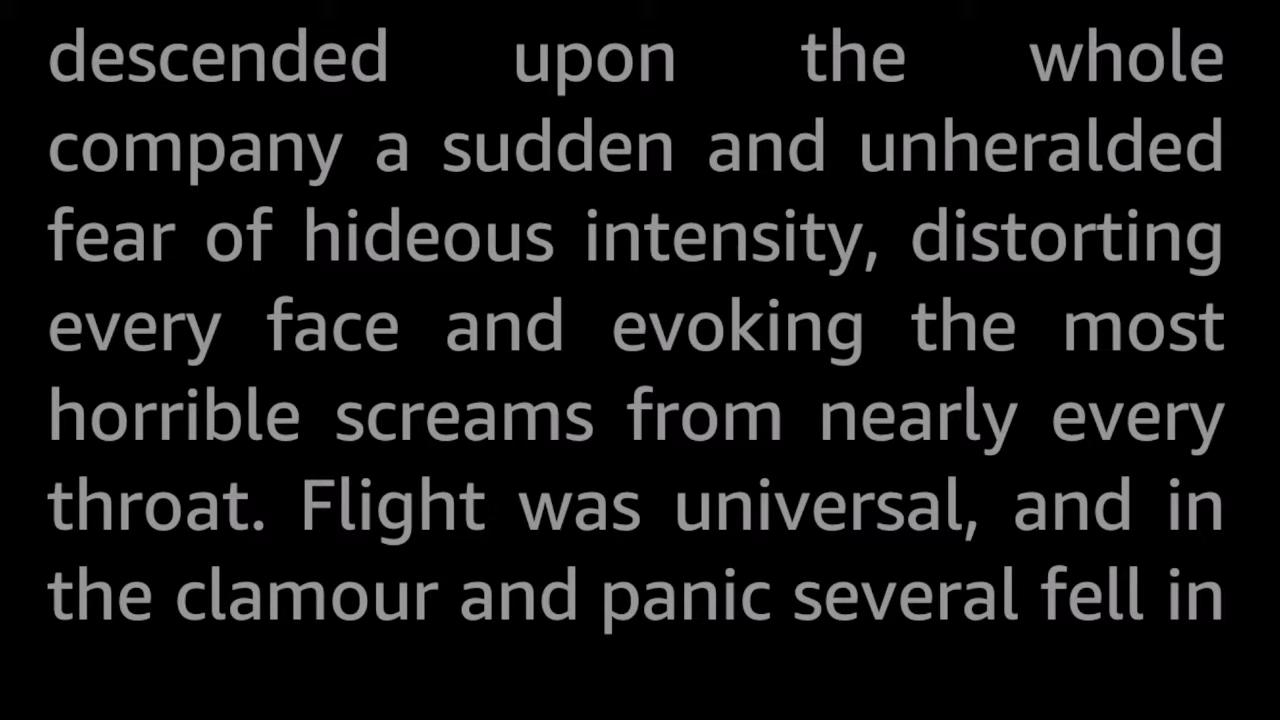 descended upon the whole
company a sudden and unheralded
fear of hideous intensity, distorting
every face and evoking the most
horrible screams from nearly every
throat. Flight was universal, and in
the clamour and panic several fell in